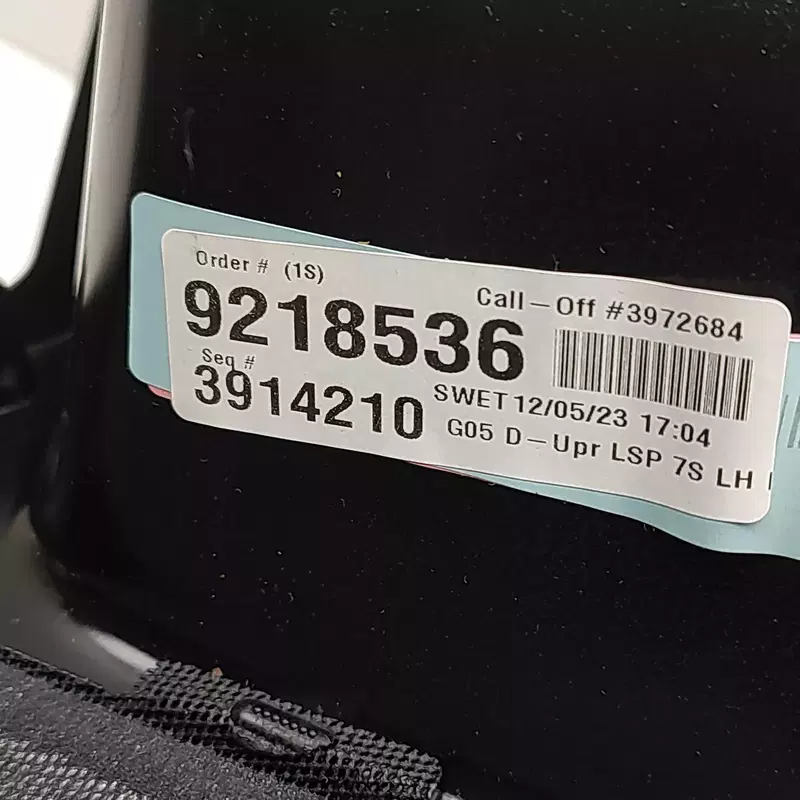 Order # (1S)
Call-Off #3972684
9218536
Seq #
SWET 12/05/23 17:04
3914210
G05 D-Upr LSP 7S LH